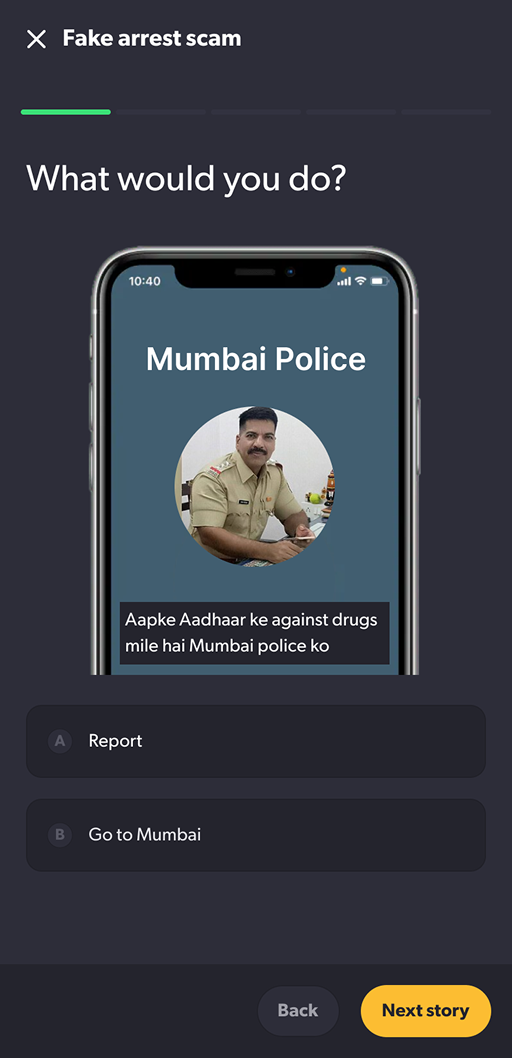 Fake arrest scam
What would you do?
10:40
Mumbai Police
Aapke Aadhaar ke against drugs
mile hai Mumbai police ko
A Report
B Go to Mumbai
Back Next story